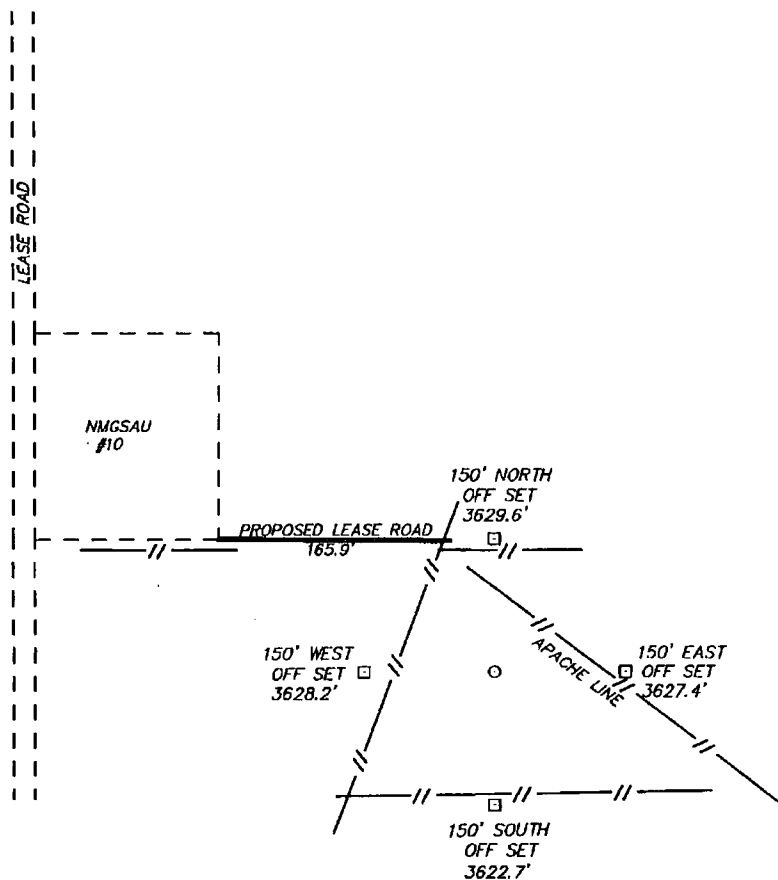 LEASE ROAD
NMGSAU
#10
150' NORTH
OFF SET
3629.6'
PROPOSED LEASE ROAD
165.9'
150' WEST
OFF SET
3628.2'
150' EAST
OFF SET
3627.4'
APACHE LINE
150' SOUTH
OFF SET
3622.7'